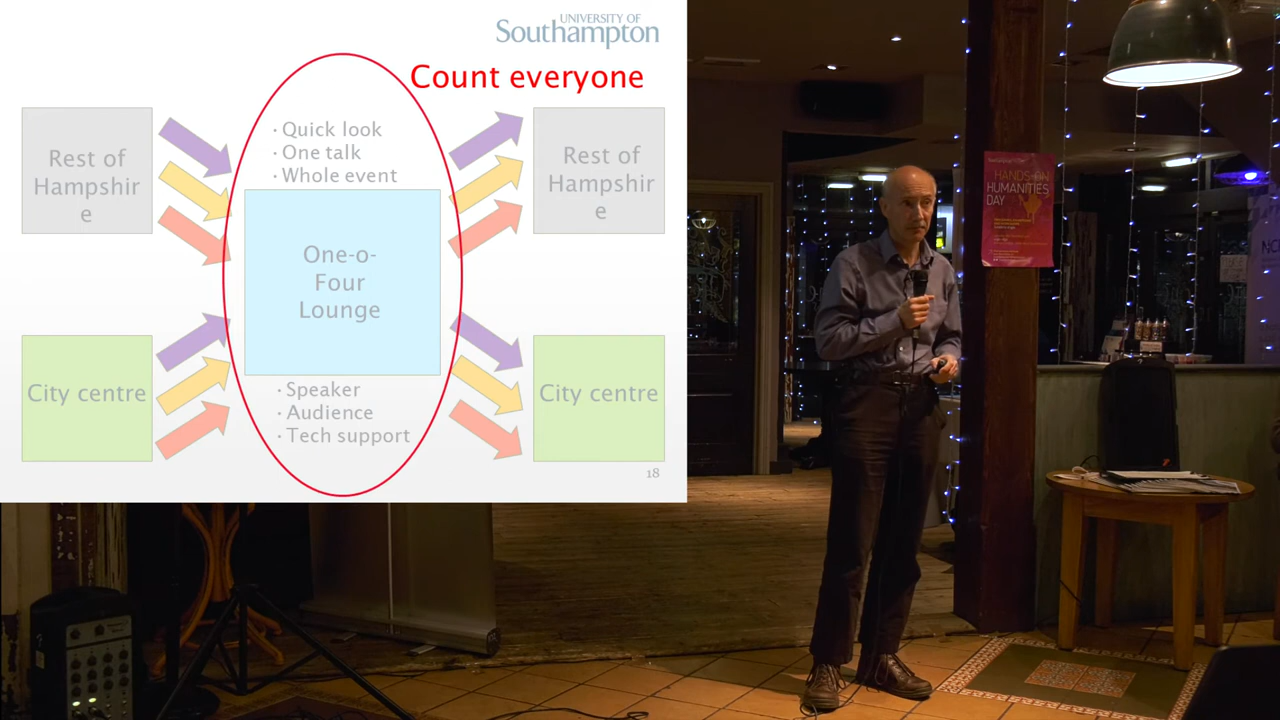 UNIVERSITY OF
Southampton
Count everyone
· Quick look
· One talk
· Whole event
Rest of
Hampshir
e
One-o-
Four
Lounge
Rest of
Hampshir
e
City centre
· Speaker
· Audience
· Tech support
City centre
18
HANDS-ON
HUMANITIES
DAY